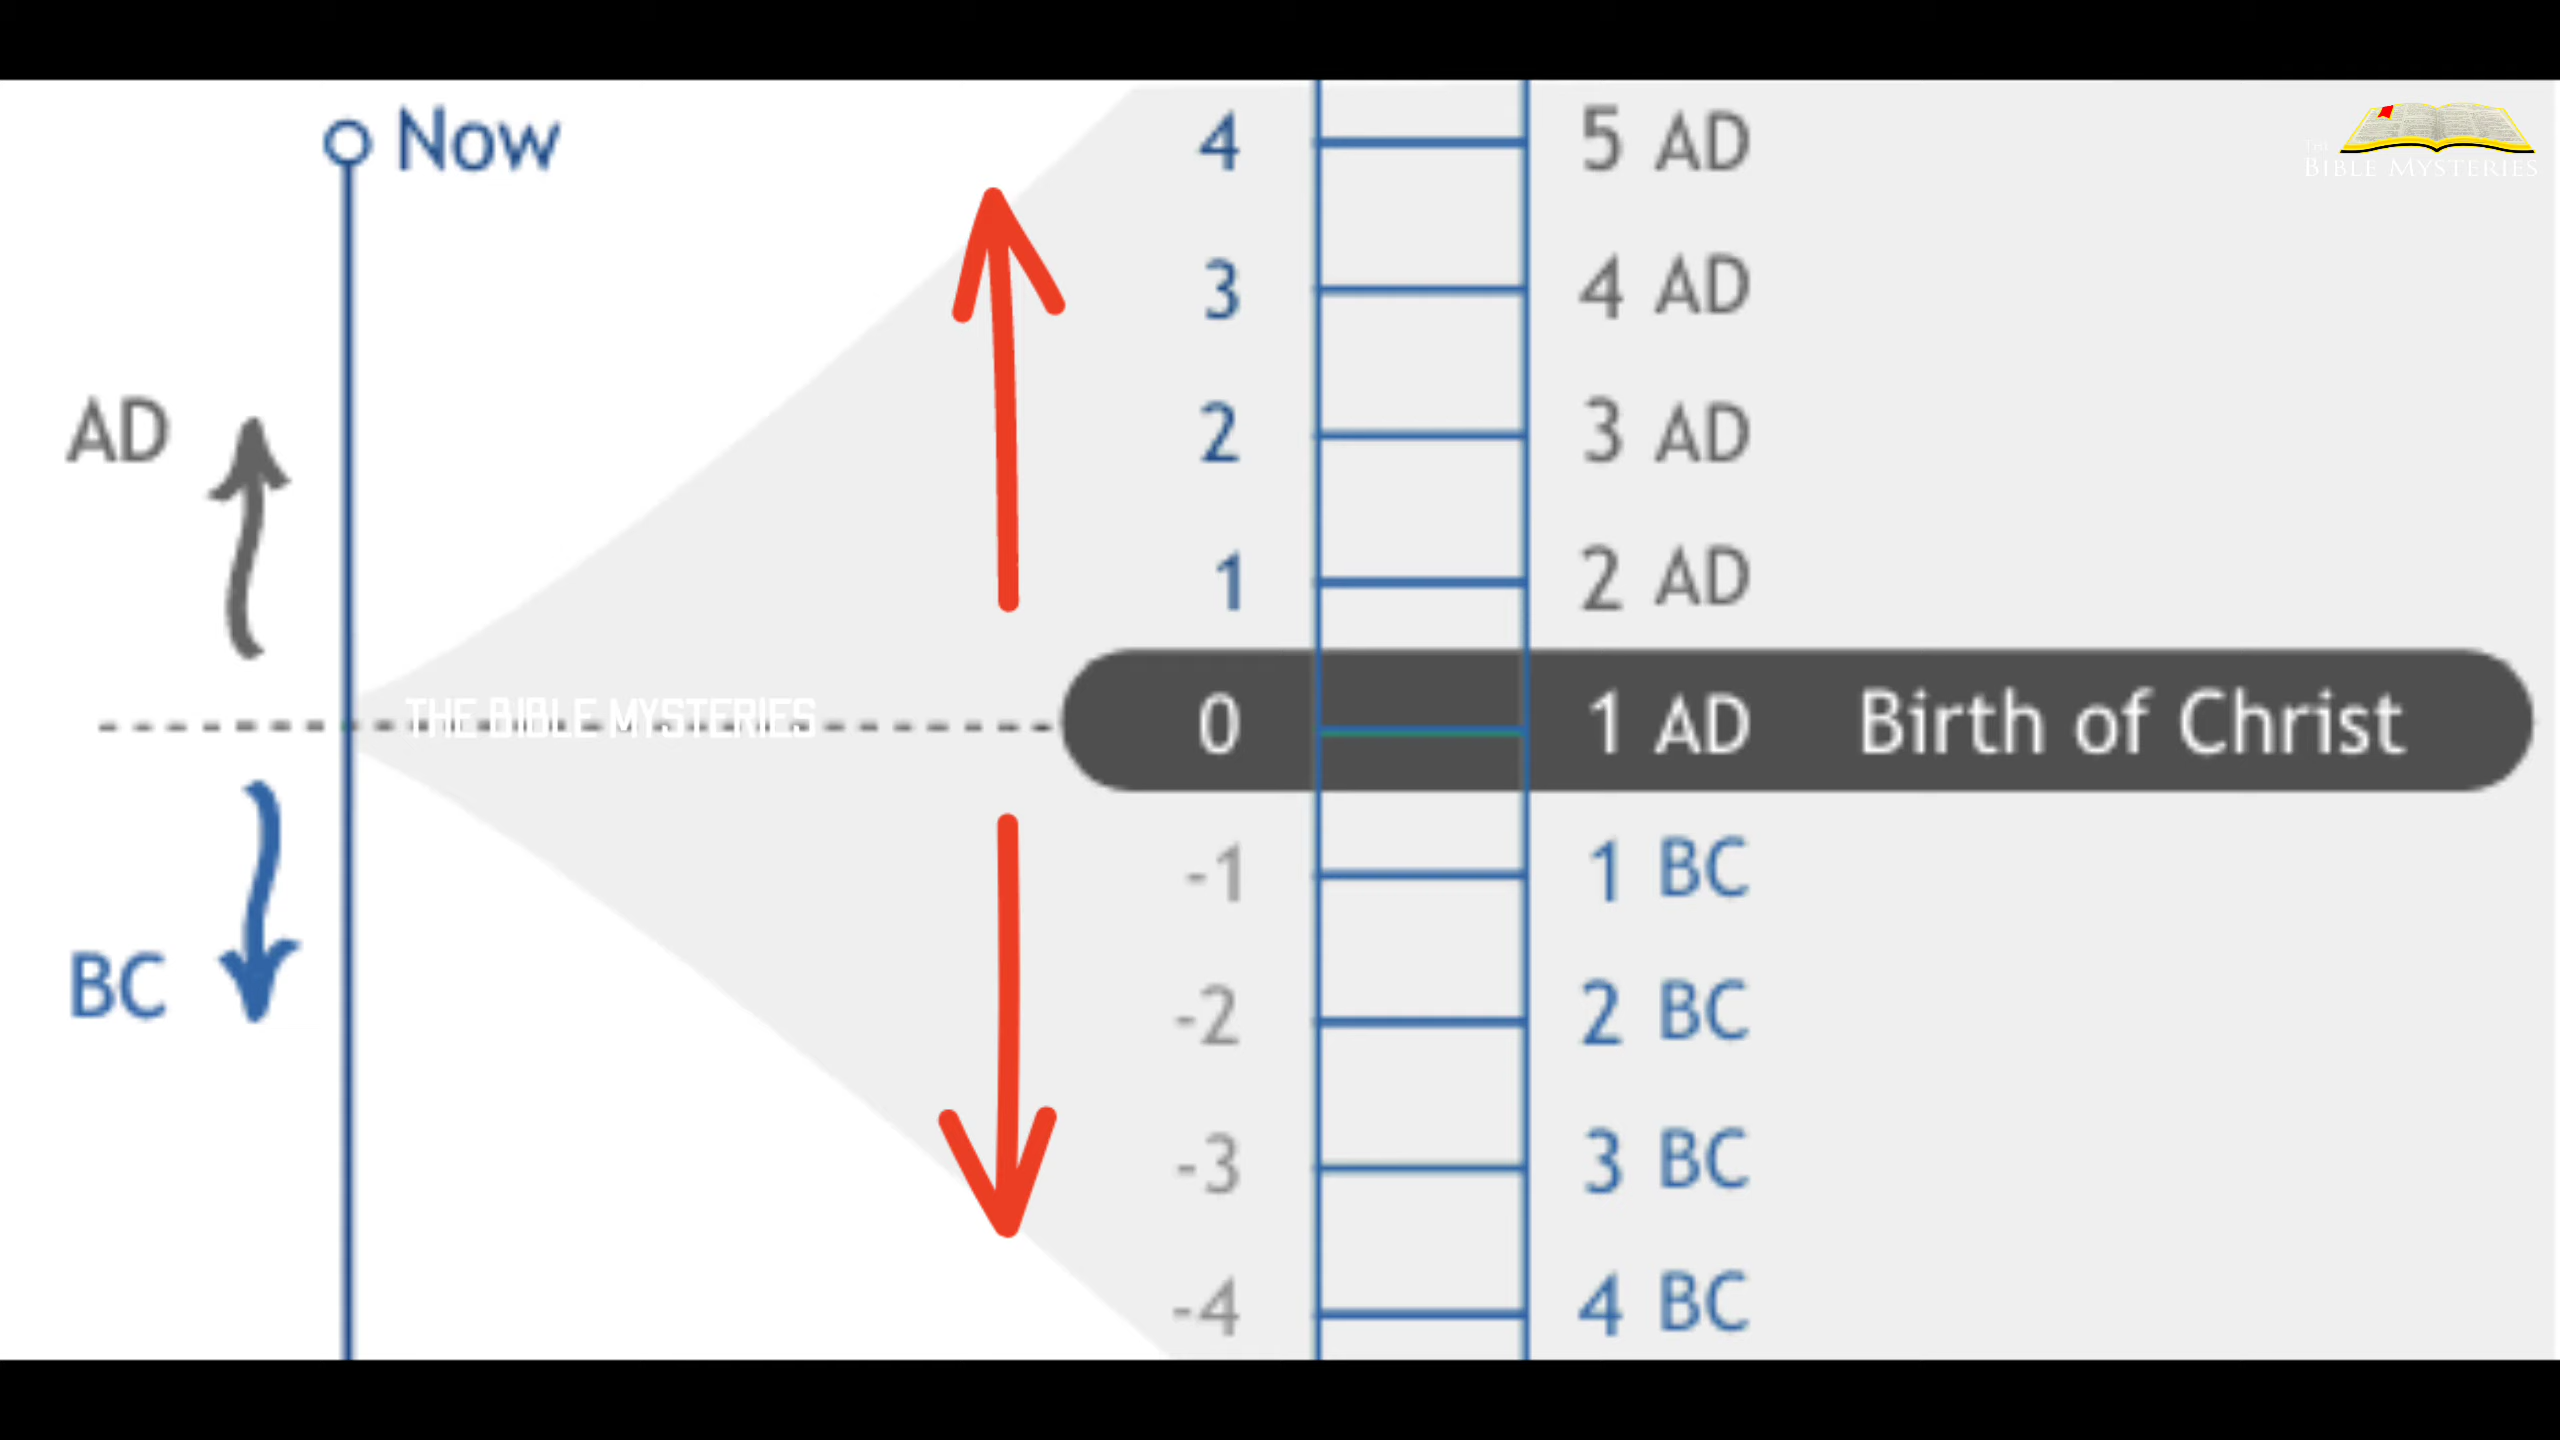 Now
4 5 AD
THE
BIBLE MYSTERIES
3 4 AD
AD
2 3 AD
1 2 AD
THE BIBLE MYSTERIES
0 1 AD Birth of Christ
-1 1 BC
BC
-2 2 BC
-3 3 BC
-4 4 BC